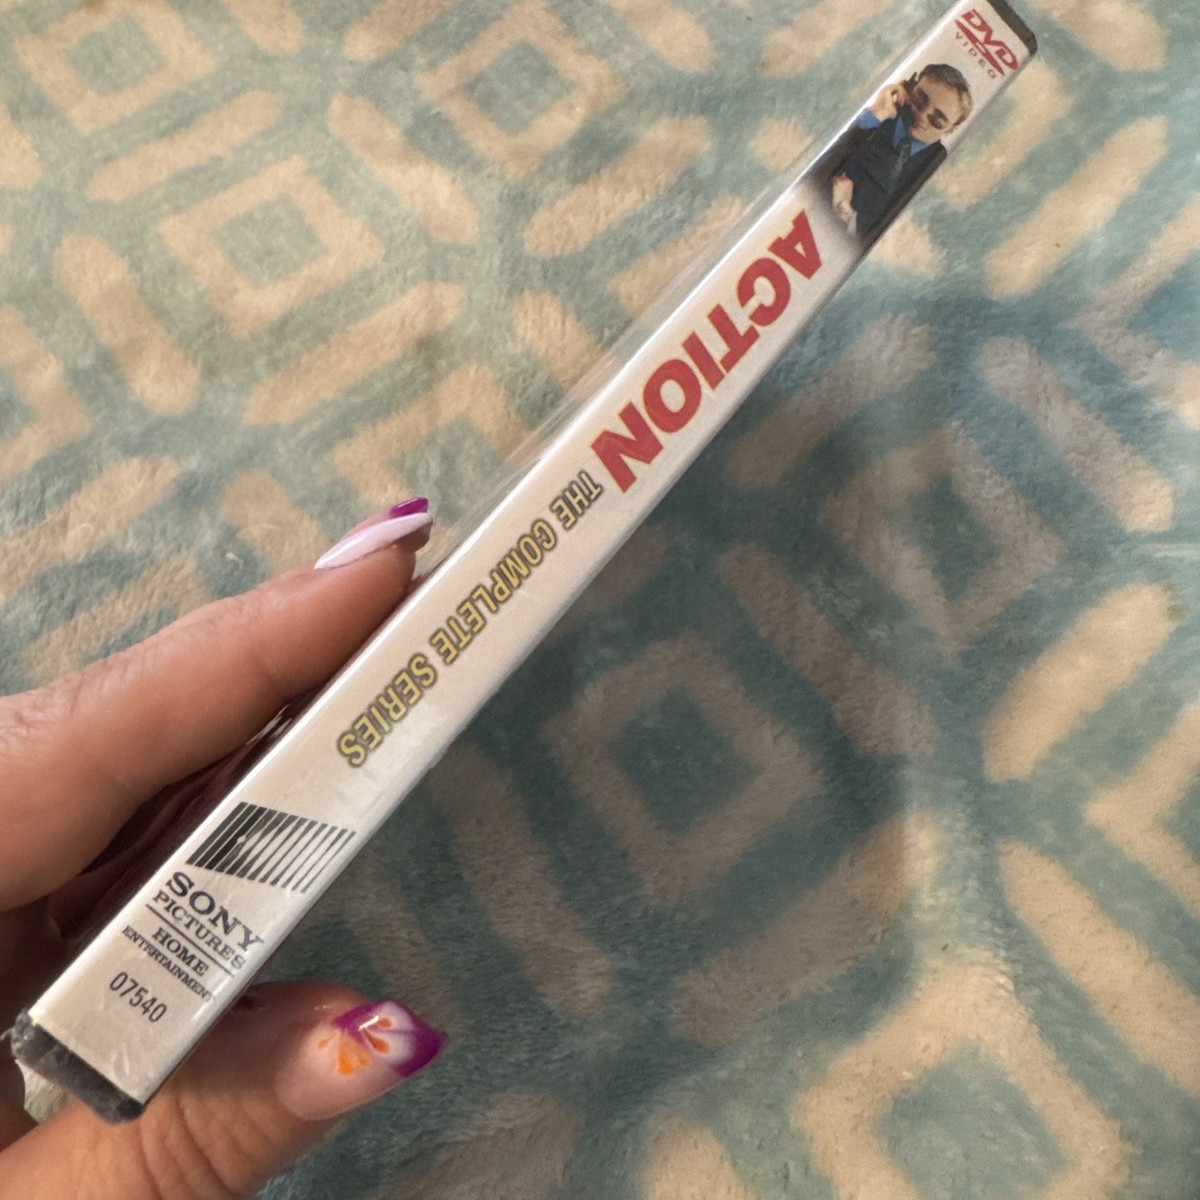 DVD
VIDEO
ACTION
THE COMPLETE SERIES
SONY
PICTURES
HOME
ENTERTAINMENT
07540